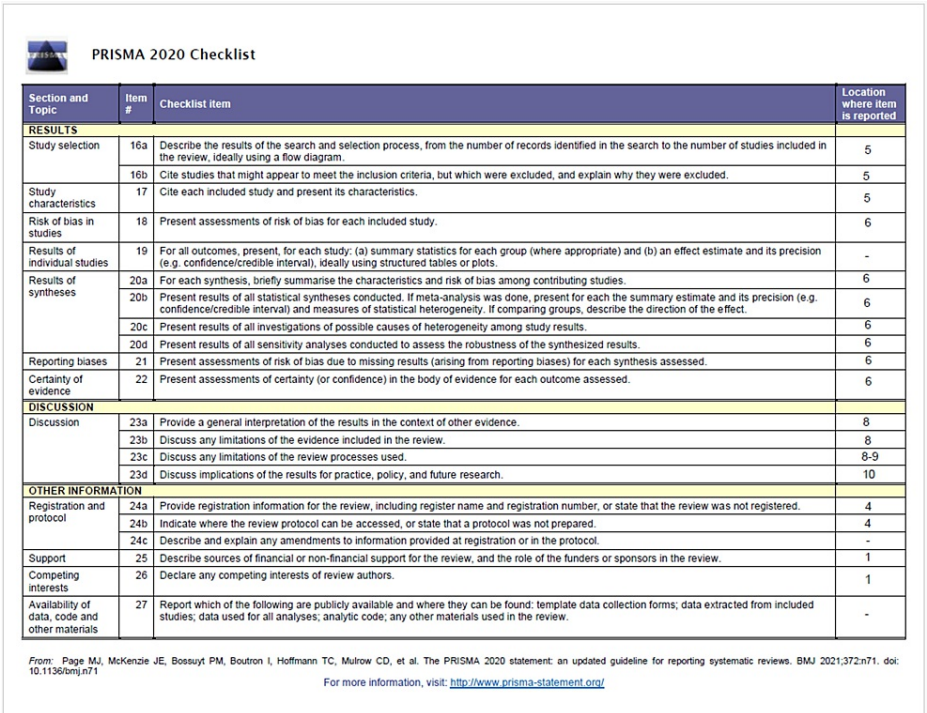 PRISMA 2020 Checklist
Section and Topic Item # Checklist item Location where item is reported
RESULTS
Study selection 16a Describe the results of the search and selection process, from the number of records identified in the search to the number of studies included in the review, ideally using a flow diagram. 5
16b Cite studies that might appear to meet the inclusion criteria, but which were excluded, and explain why they were excluded. 5
Study characteristics 17 Cite each included study and present its characteristics. 5
Risk of bias in studies 18 Present assessments of risk of bias for each included study. 6
Results of individual studies 19 For all outcomes, present, for each study: (a) summary statistics for each group (where appropriate) and (b) an effect estimate and its precision (e.g. confidence/credible interval), ideally using structured tables or plots. -
Results of syntheses 20a For each synthesis, briefly summarise the characteristics and risk of bias among contributing studies. 6
20b Present results of all statistical syntheses conducted. If meta-analysis was done, present for each the summary estimate and its precision (e.g. confidence/credible interval) and measures of statistical heterogeneity. If comparing groups, describe the direction of the effect. 6
20c Present results of all investigations of possible causes of heterogeneity among study results. 6
20d Present results of all sensitivity analyses conducted to assess the robustness of the synthesized results. 6
Reporting biases 21 Present assessments of risk of bias due to missing results (arising from reporting biases) for each synthesis assessed. 6
Certainty of evidence 22 Present assessments of certainty (or confidence) in the body of evidence for each outcome assessed. 6
DISCUSSION
Discussion 23a Provide a general interpretation of the results in the context of other evidence. 8
23b Discuss any limitations of the evidence included in the review. 8
23c Discuss any limitations of the review processes used. 8-9
23d Discuss implications of the results for practice, policy, and future research. 10
OTHER INFORMATION
Registration and protocol 24a Provide registration information for the review, including register name and registration number, or state that the review was not registered. 4
24b Indicate where the review protocol can be accessed, or state that a protocol was not prepared. 4
24c Describe and explain any amendments to information provided at registration or in the protocol. -
Support 25 Describe sources of financial or non-financial support for the review, and the role of the funders or sponsors in the review. 1
Competing interests 26 Declare any competing interests of review authors. 1
Availability of data, code and other materials 27 Report which of the following are publicly available and where they can be found: template data collection forms; data extracted from included studies; data used for all analyses; analytic code; any other materials used in the review. -
From: Page MJ, McKenzie JE, Bossuyt PM, Boutron I, Hoffmann TC, Mulrow CD, et al. The PRISMA 2020 statement: an updated guideline for reporting systematic reviews. BMJ 2021;372:n71. doi:
10.1136/bmj.n71
For more information, visit: http://www.prisma-statement.org/